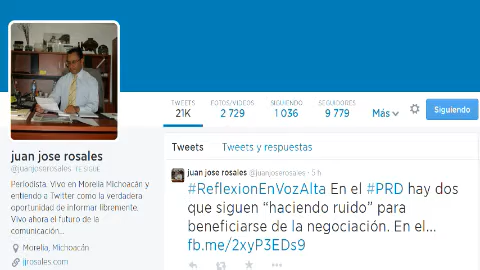 TWEETS
21K
FOTOS/VIDEOS
2 729
SIGUIENDO
1 036
SEGUIDORES
9 779
Más
Siguiendo
juan jose rosales
@juanjoserosales TE SIGUE
Periodista. Vivo en Morelia Michoacán y
entiendo a Twitter como la verdadera
oportunidad de informar libremente.
Vivo ahora el futuro de la
comunicación...
Morelia, Michoacán
jjrosales.com
Tweets
Tweets y respuestas
juan jose rosales @juanjoserosales · 5 h
#ReflexionEnVozAlta En el #PRD hay dos
que siguen “haciendo ruido” para
beneficiarse de la negociación. En el...
fb.me/2xyP3EDs9